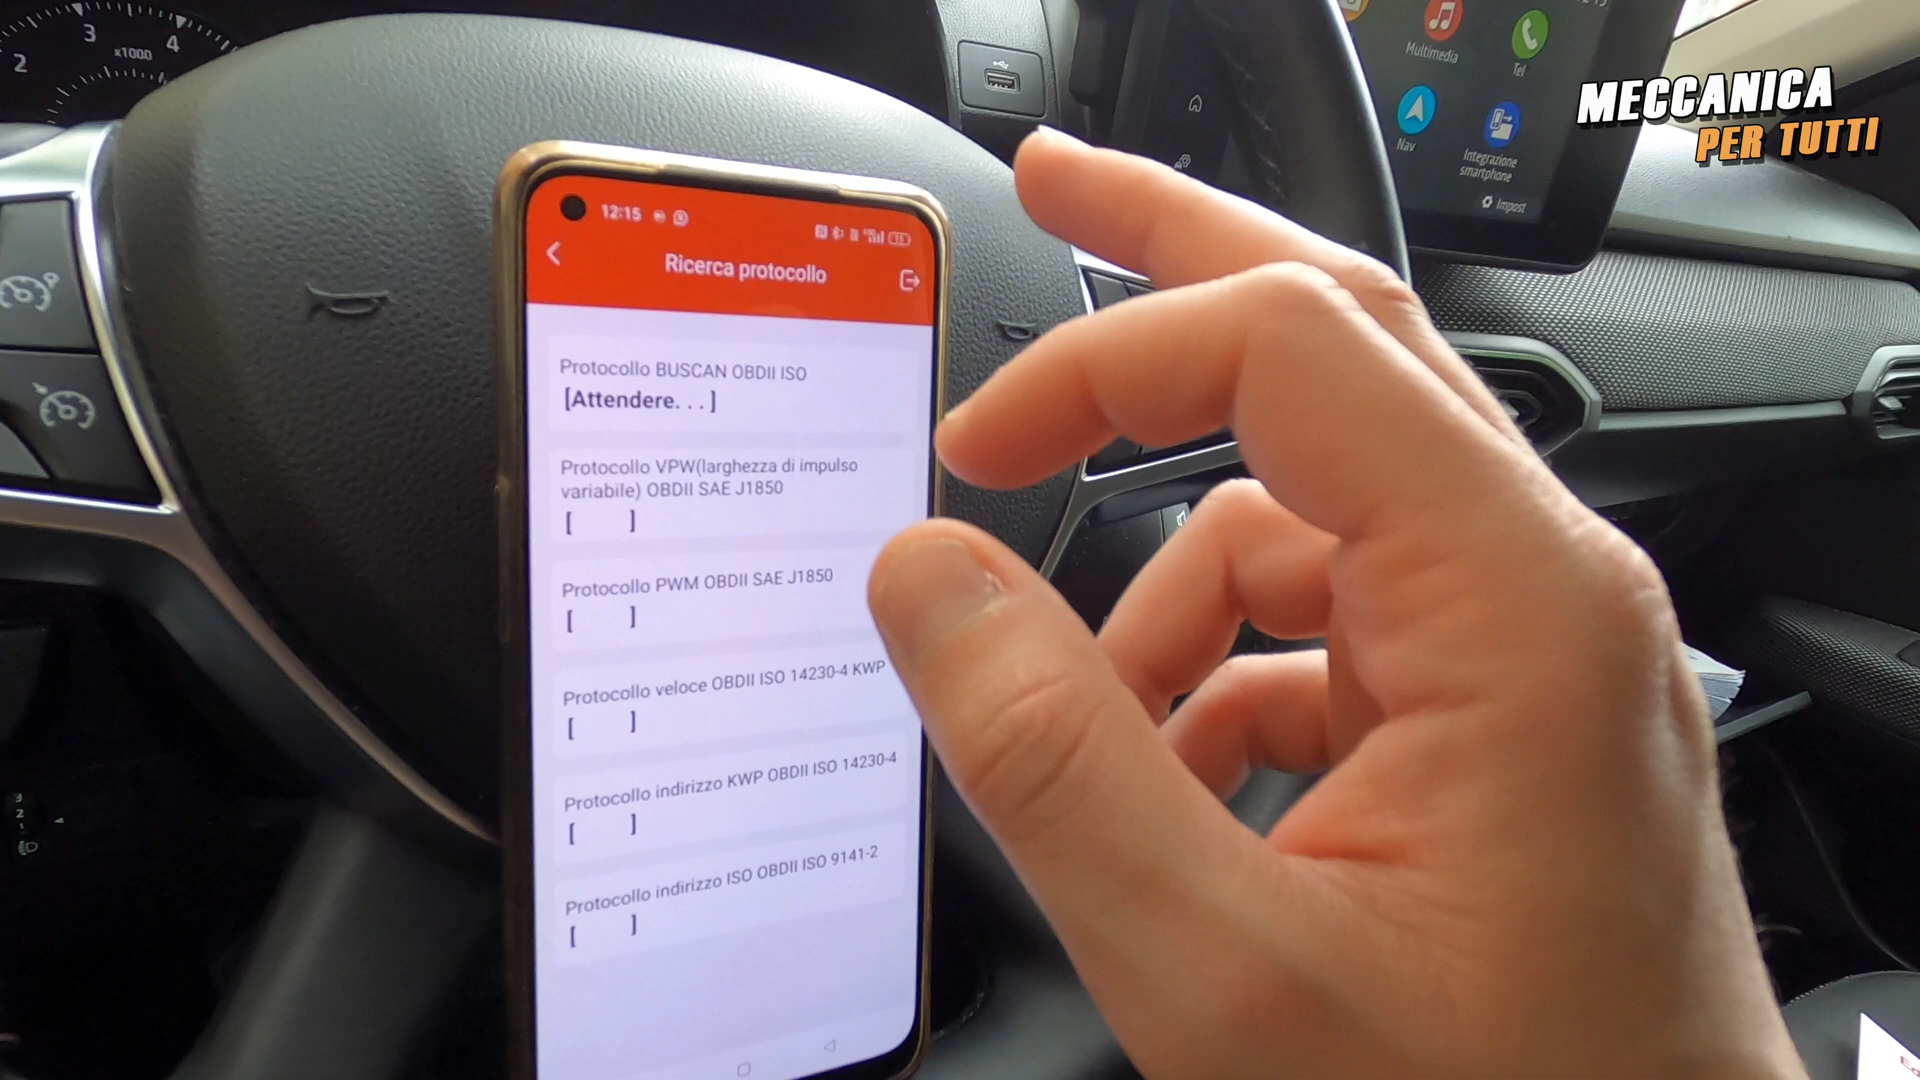 2
3
4
x1000
Multimedia
Tel
Nav
Integrazione
smartphone
Impost
MECCANICA
PER TUTTI
12:15
Ricerca protocollo
Protocollo BUSCAN OBDII ISO
[Attendere. . . ]
Protocollo VPW(larghezza di impulso
variabile) OBDII SAE J1850
[ ]
Protocollo PWM OBDII SAE J1850
[ ]
Protocollo veloce OBDII ISO 14230-4 KWP
[ ]
Protocollo indirizzo KWP OBDII ISO 14230-4
[ ]
Protocollo indirizzo ISO OBDII ISO 9141-2
[ ]
3
2
1